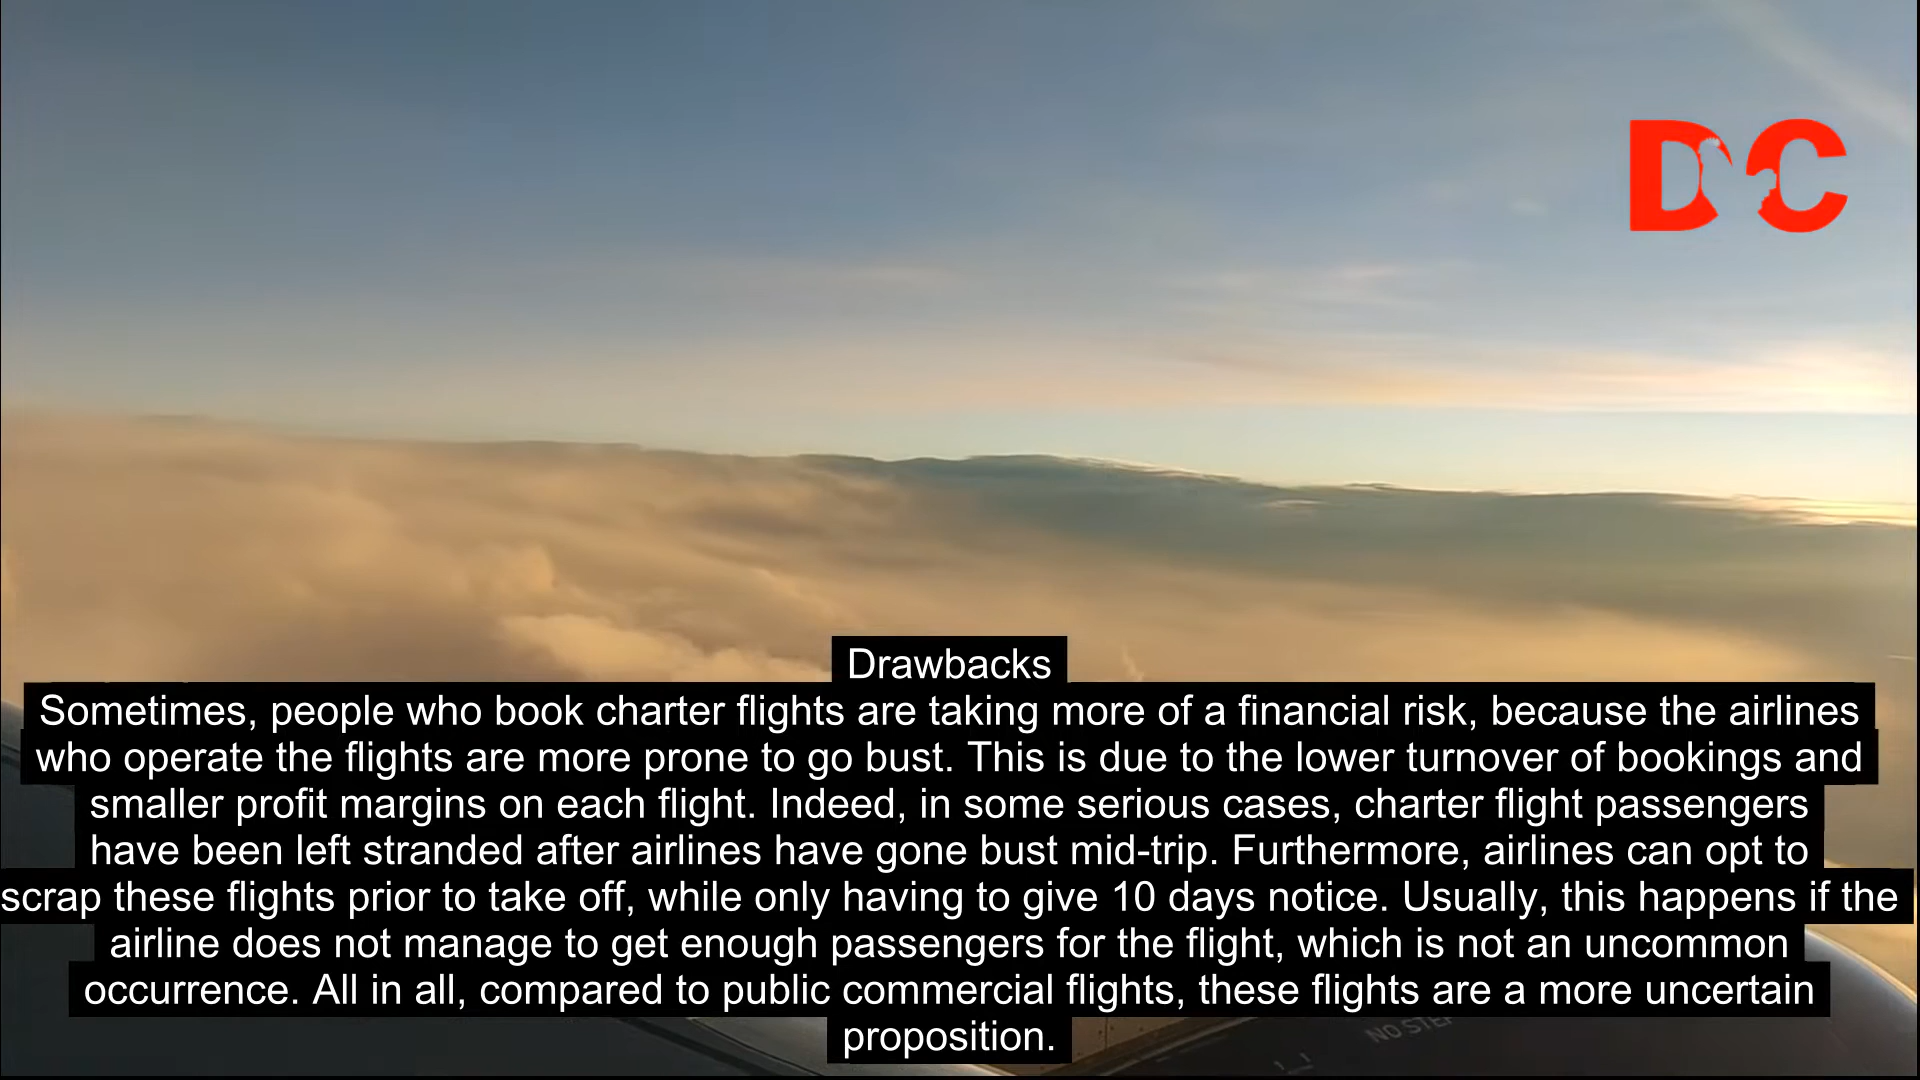 DC
Drawbacks
Sometimes, people who book charter flights are taking more of a financial risk, because the airlines
who operate the flights are more prone to go bust. This is due to the lower turnover of bookings and
smaller profit margins on each flight. Indeed, in some serious cases, charter flight passengers
have been left stranded after airlines have gone bust mid-trip. Furthermore, airlines can opt to
scrap these flights prior to take off, while only having to give 10 days notice. Usually, this happens if the
airline does not manage to get enough passengers for the flight, which is not an uncommon
occurrence. All in all, compared to public commercial flights, these flights are a more uncertain
proposition.
NO STEP